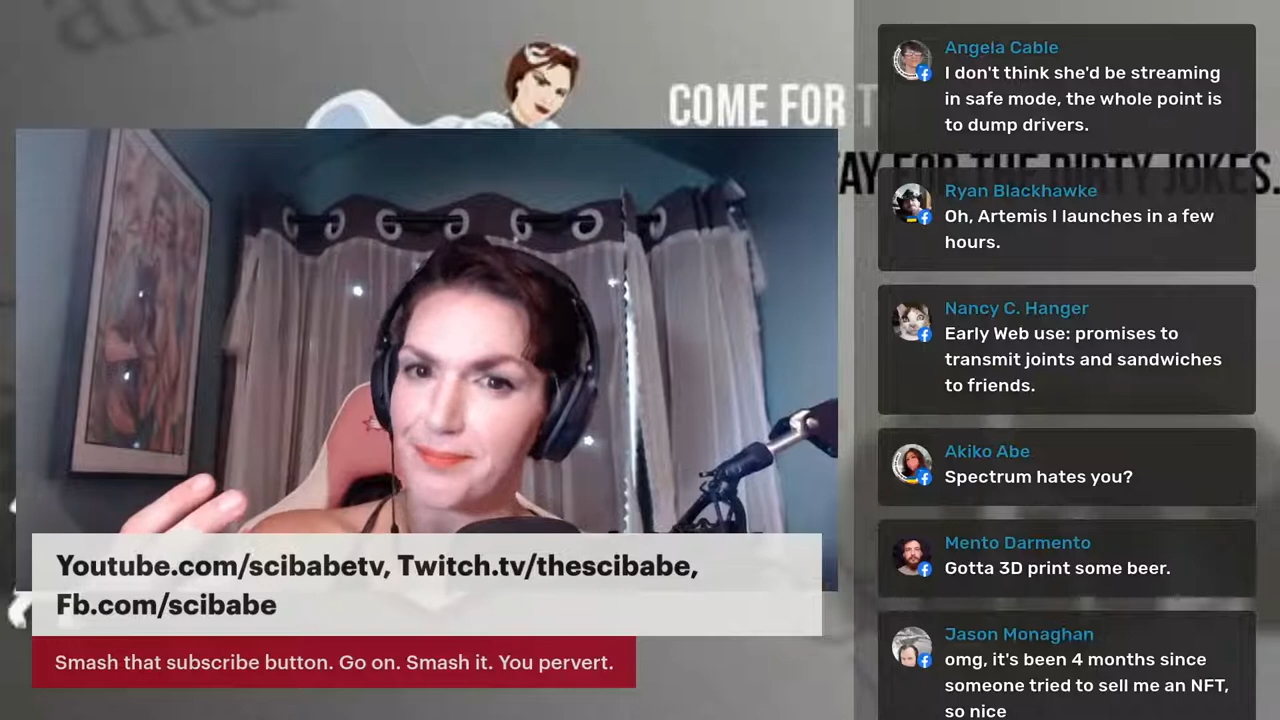 and
COME FOR T
AY FOR THE DIRTY JOKES.
Youtube.com/scibabetv, Twitch.tv/thescibabe,
Fb.com/scibabe
Smash that subscribe button. Go on. Smash it. You pervert.
Angela Cable
I don't think she'd be streaming
in safe mode, the whole point is
to dump drivers.
Ryan Blackhawke
Oh, Artemis I launches in a few
hours.
Nancy C. Hanger
Early Web use: promises to
transmit joints and sandwiches
to friends.
Akiko Abe
Spectrum hates you?
Mento Darmento
Gotta 3D print some beer.
Jason Monaghan
omg, it's been 4 months since
someone tried to sell me an NFT,
so nice